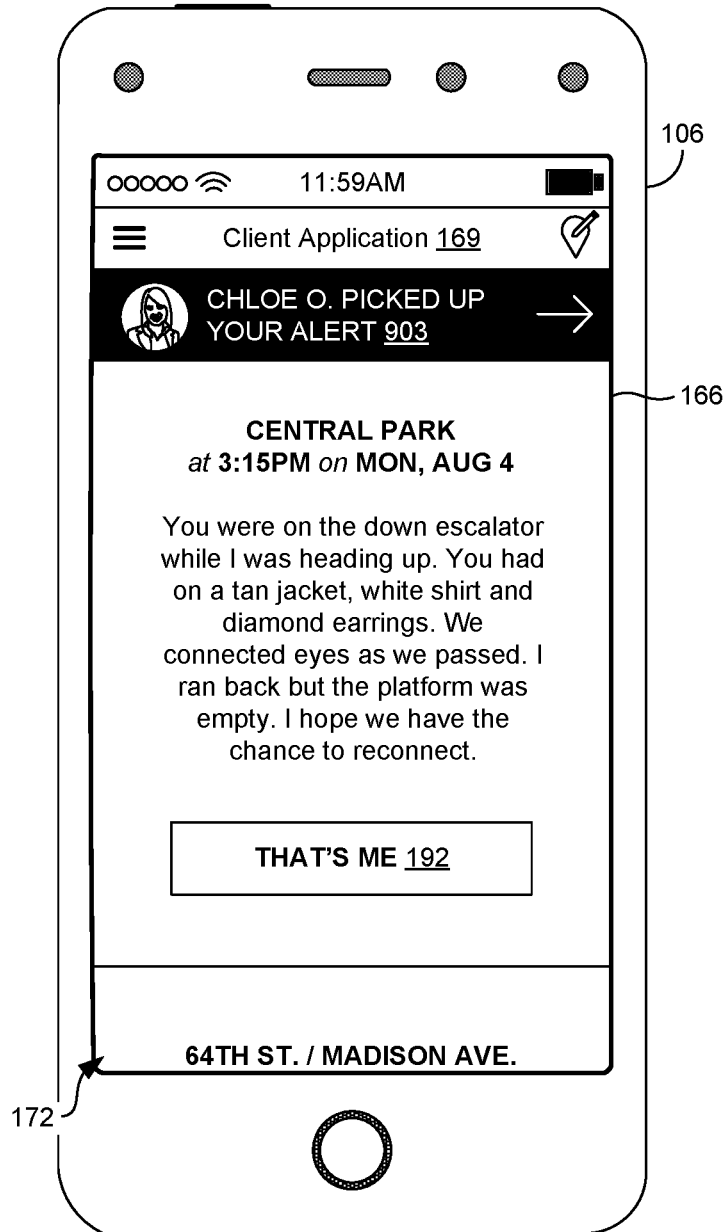 106
11:59AM
Client Application 169
CHLOE O. PICKED UP
YOUR ALERT 903
166
CENTRAL PARK
at 3:15PM on MON, AUG 4
You were on the down escalator
while I was heading up. You had
on a tan jacket, white shirt and
diamond earrings. We
connected eyes as we passed. I
ran back but the platform was
empty. I hope we have the
chance to reconnect.
THAT'S ME 192
64TH ST. / MADISON AVE.
172